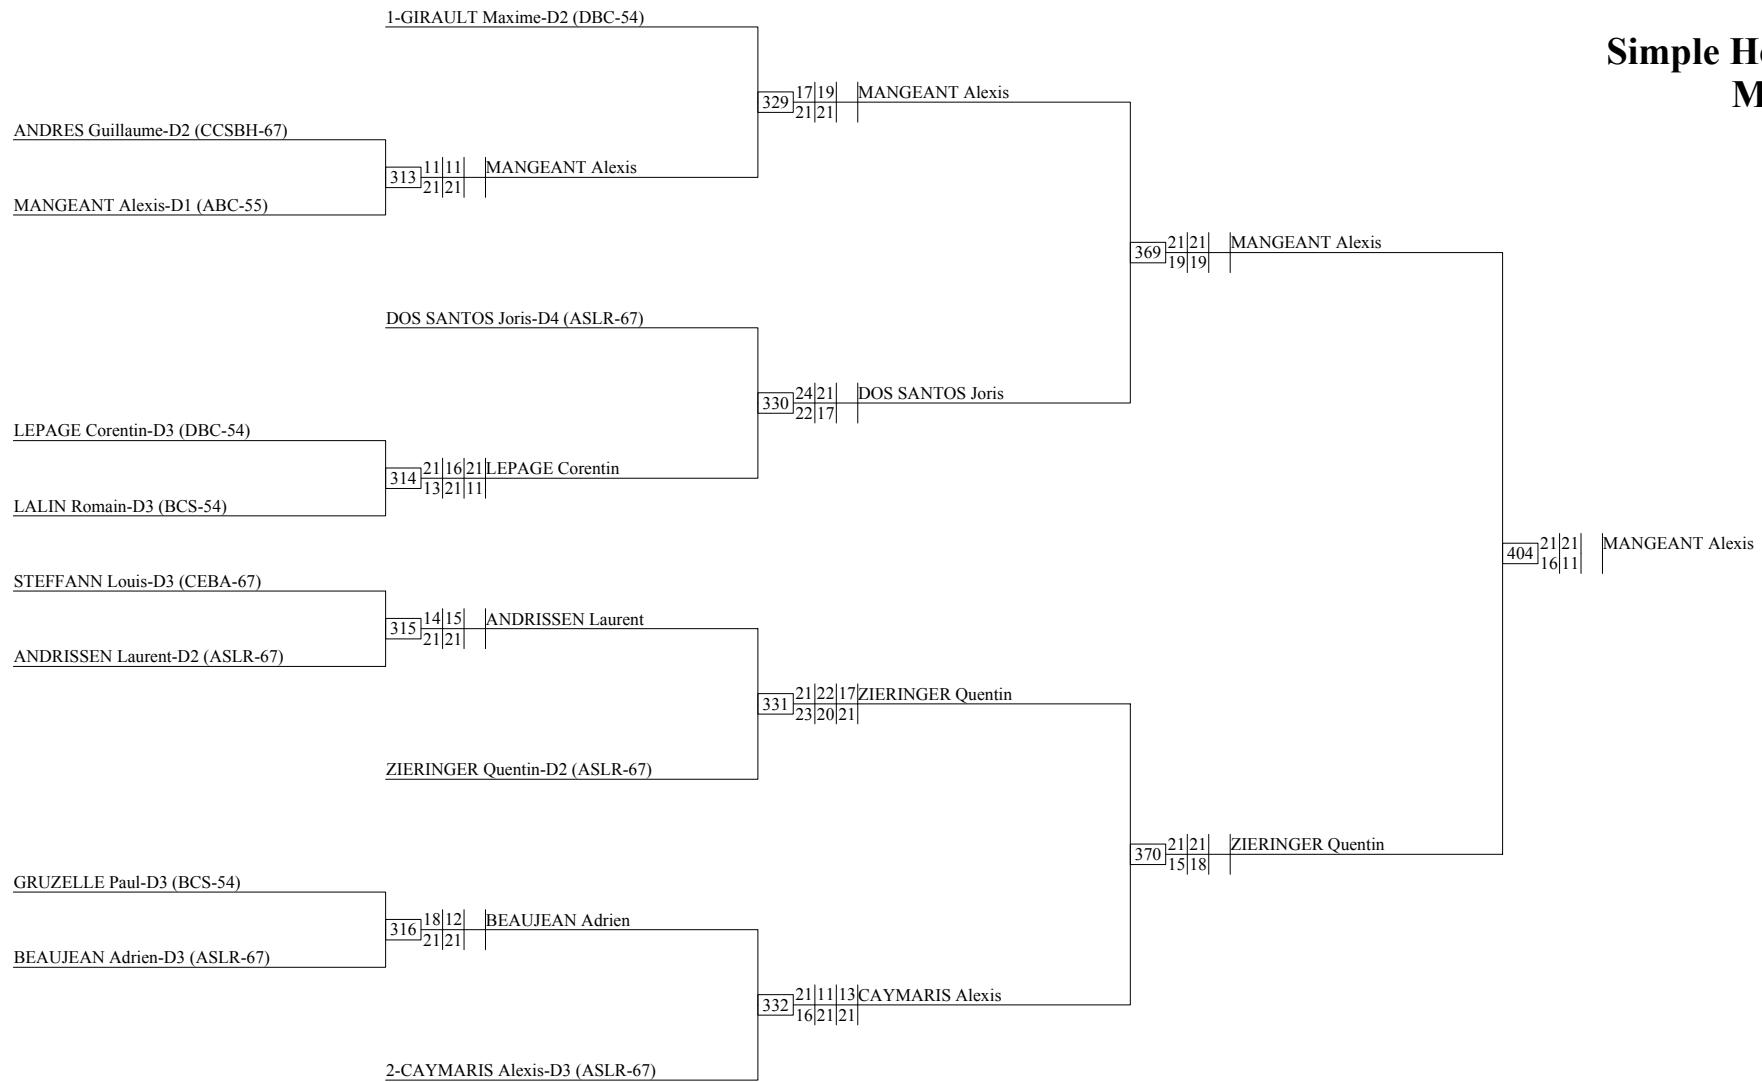 1-GIRAULT Maxime-D2 (DBC-54)
Simple
M
329 17 19 MANGEANT Alexis
21 21
ANDRES Guillaume-D2 (CCSBH-67)
313 11 11 MANGEANT Alexis
21 21
MANGEANT Alexis-D1 (ABC-55)
369 21 21 MANGEANT Alexis
19 19
DOS SANTOS Joris-D4 (ASLR-67)
330 24 21 DOS SANTOS Joris
22 17
LEPAGE Corentin-D3 (DBC-54)
314 21 16 21 LEPAGE Corentin
13 21 11
LALIN Romain-D3 (BCS-54)
404 21 21 MANGEANT Alexis
16 11
STEFFANN Louis-D3 (CEBA-67)
315 14 15 ANDRISSEN Laurent
21 21
ANDRISSEN Laurent-D2 (ASLR-67)
331 21 22 17 ZIERINGER Quentin
23 20 21
ZIERINGER Quentin-D2 (ASLR-67)
370 21 21 ZIERINGER Quentin
15 18
GRUZELLE Paul-D3 (BCS-54)
316 18 12 BEAUJEAN Adrien
21 21
BEAUJEAN Adrien-D3 (ASLR-67)
332 21 11 13 CAYMARIS Alexis
16 21 21
2-CAYMARIS Alexis-D3 (ASLR-67)